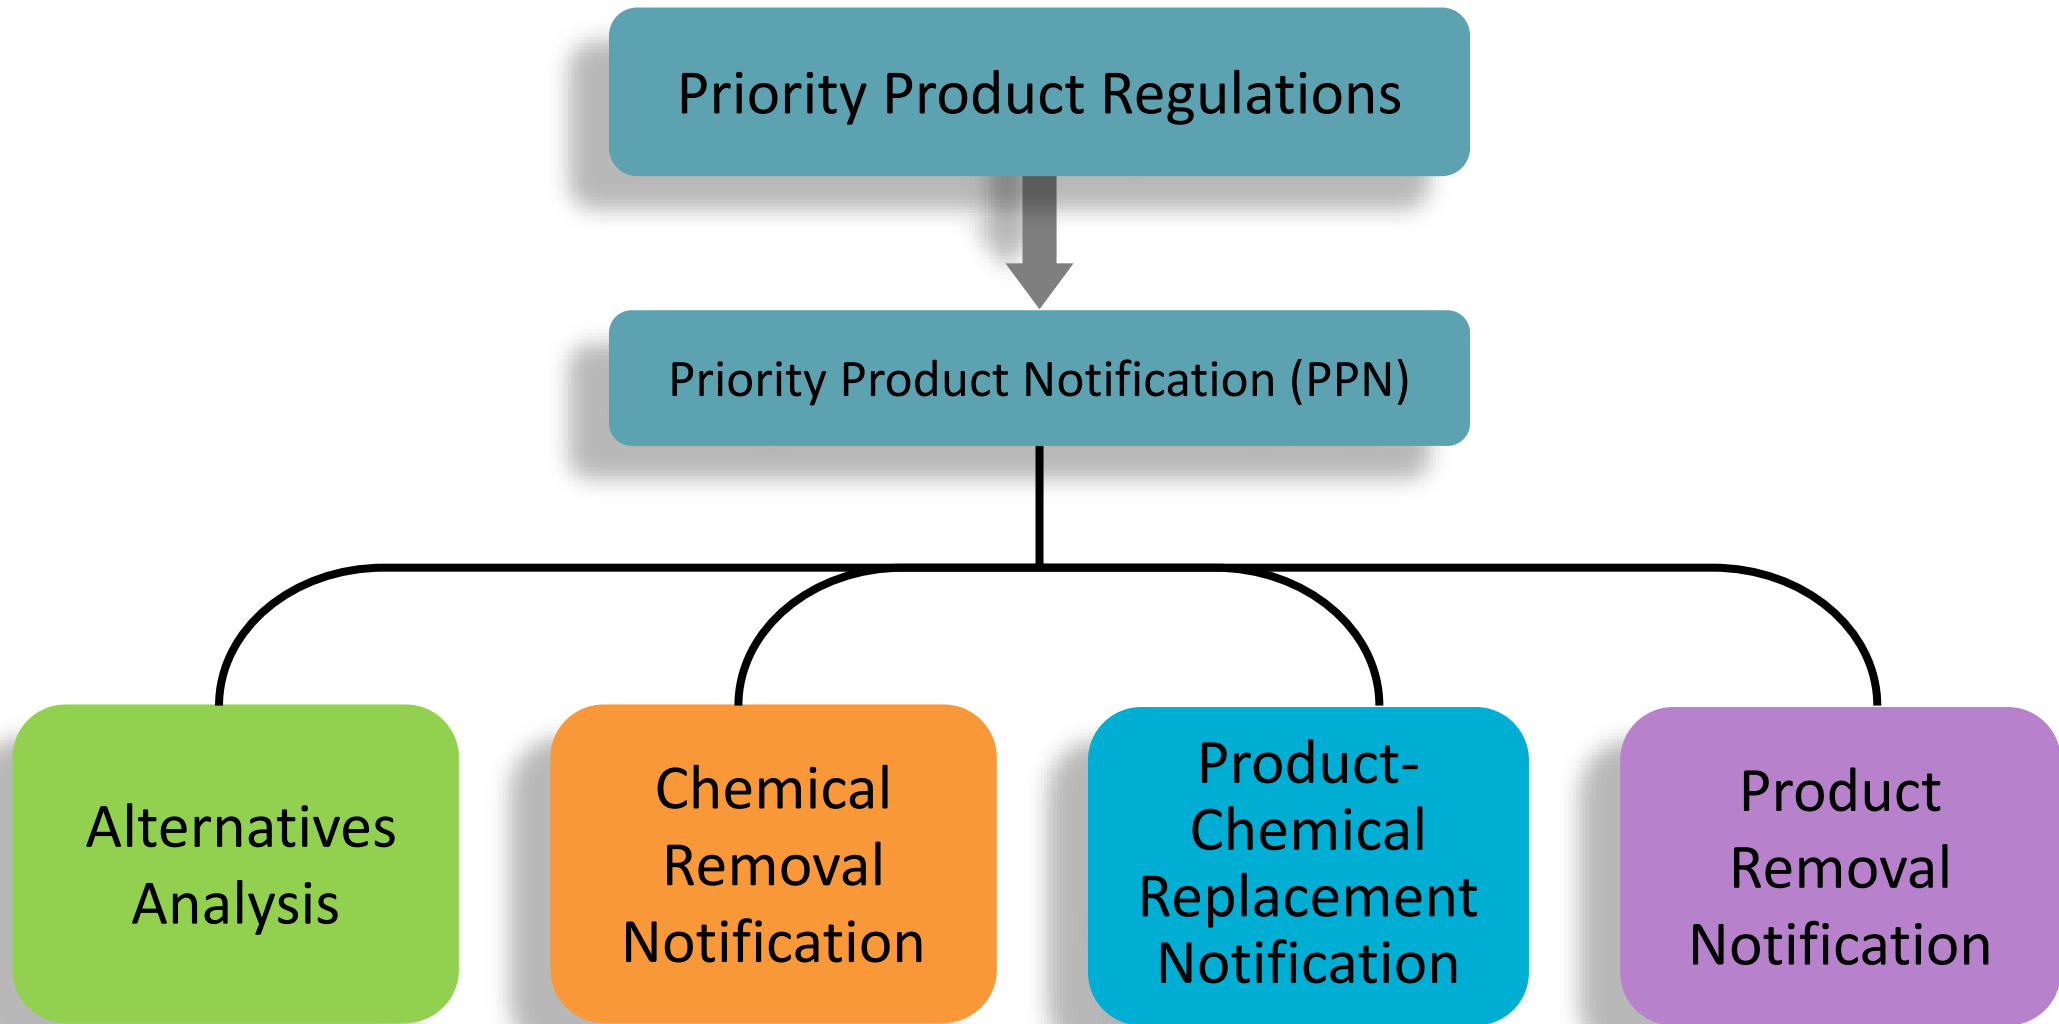 Priority Product Regulations
Priority Product Notification (PPN)
Alternatives
Analysis
Chemical
Removal
Notification
Product-
Chemical
Replacement
Notification
Product
Removal
Notification